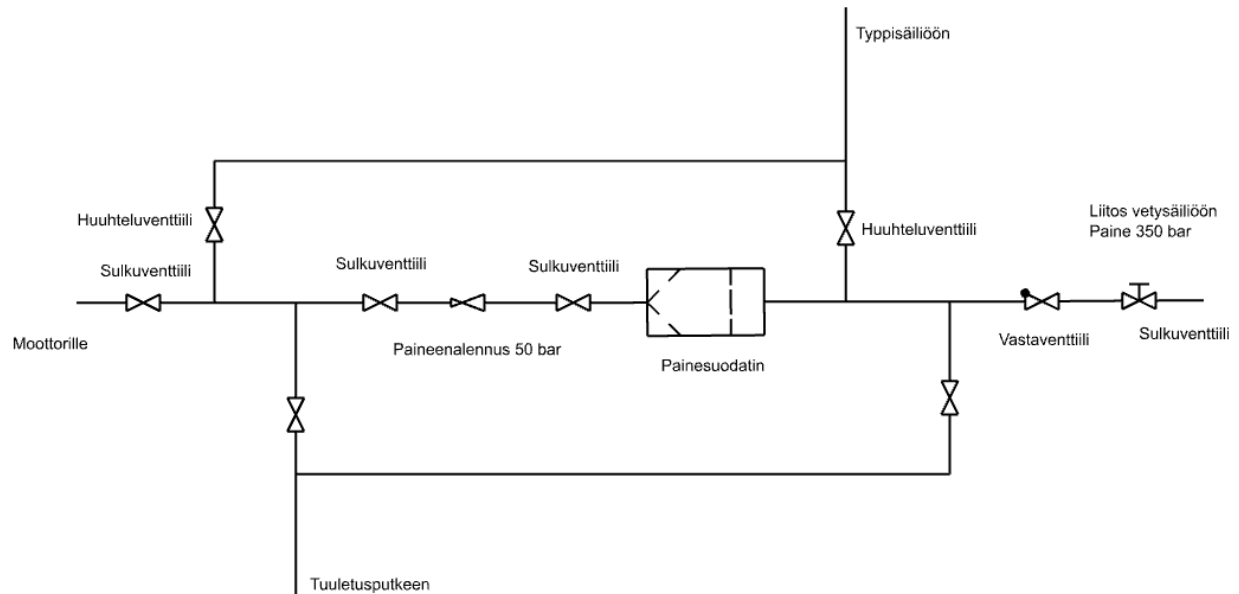 Typpisäiliöön
Huuhteluventtiili
Huuhteluventtiili
Liitos vetysäiliöön
Paine 350 bar
Sulkuventtiili
Sulkuventtiili
Sulkuventtiili
Moottorille
Paineenalennus 50 bar
Painesuodatin
Vastaventtiili
Sulkuventtiili
Tuuletusputkeen